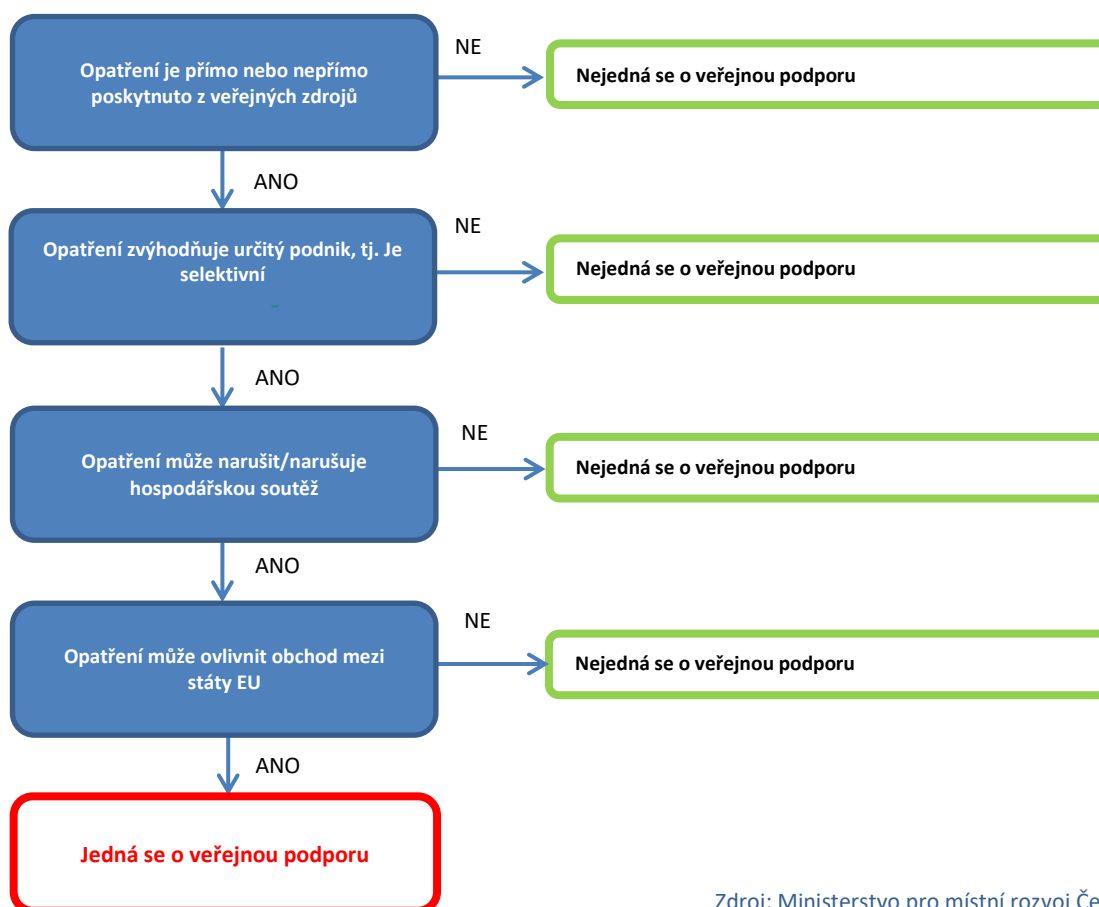 Opatření je přímo nebo nepřímo
poskytnuto z veřejných zdrojů
NE
Nejedná se o veřejnou podporu
ANO
Opatření zvýhodňuje určitý podnik, tj. Je
selektivní
-
NE
Nejedná se o veřejnou podporu
ANO
Opatření může narušit/narušuje
hospodářskou soutěž
NE
Nejedná se o veřejnou podporu
ANO
Opatření může ovlivnit obchod mezi
státy EU
NE
Nejedná se o veřejnou podporu
ANO
Jedná se o veřejnou podporu
Zdroj: Ministerstvo pro místní rozvoj